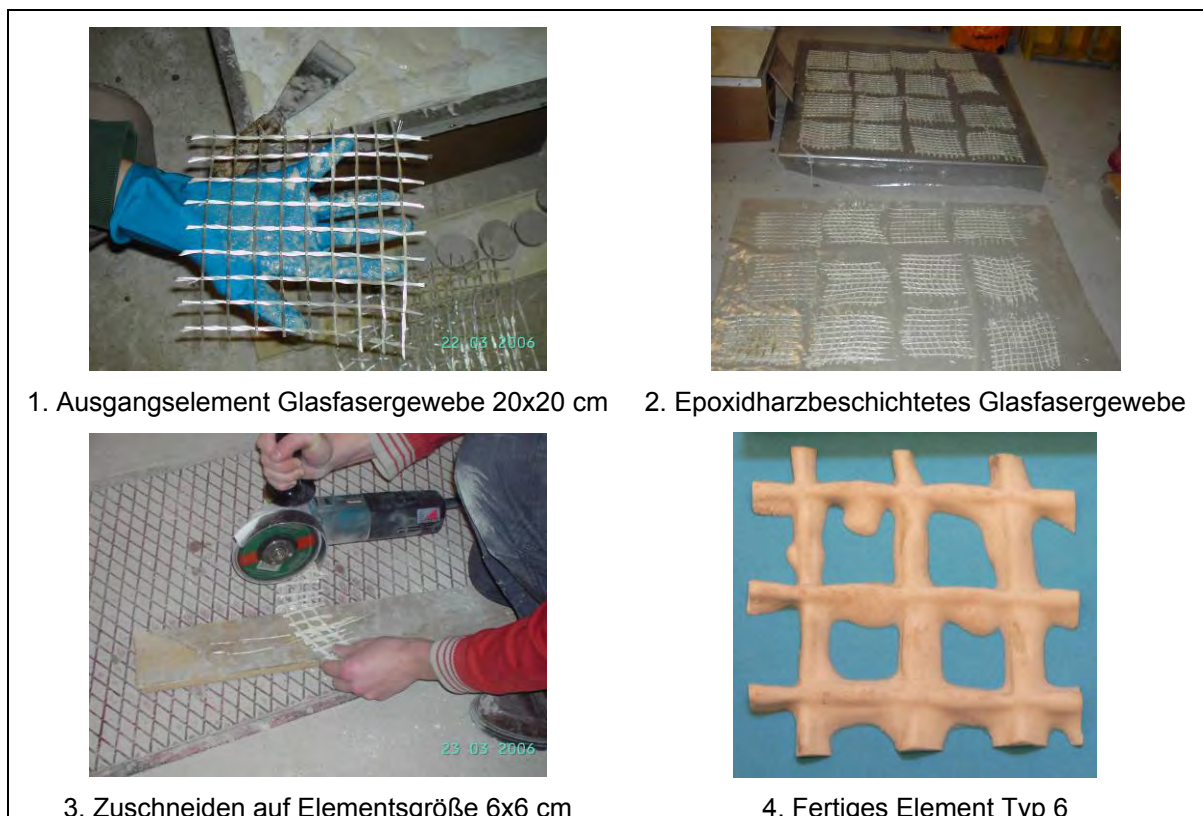 22 03 2006
1. Ausgangselement Glasfasergewebe 20x20 cm
2. Epoxidharzbeschichtetes Glasfasergewebe
23 03 2006
3. Zuschneiden auf Elementsgröße 6x6 cm
4. Fertiges Element Typ 6